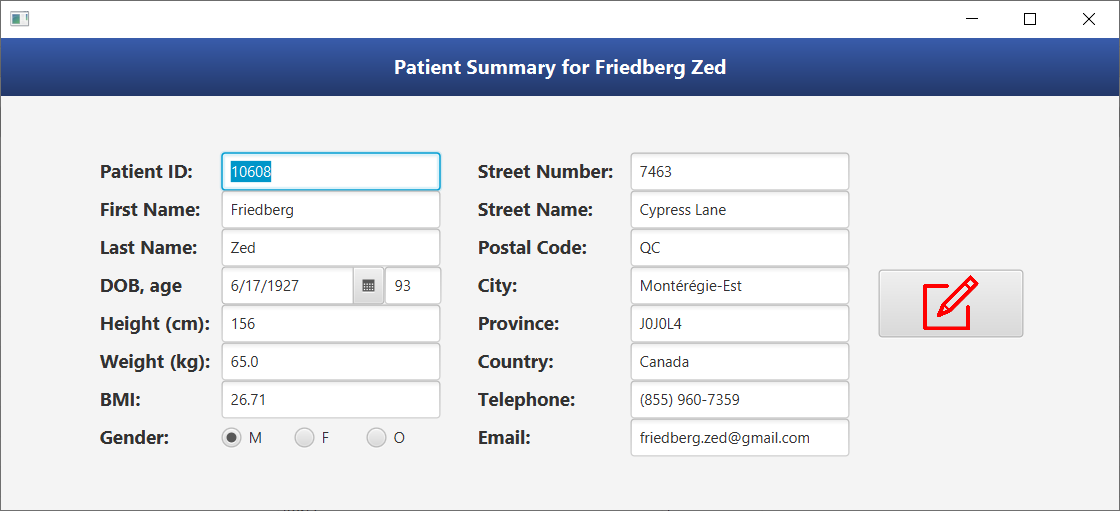 Patient Summary for Friedberg Zed
Patient ID: 10608
First Name: Friedberg
Last Name: Zed
DOB, age 6/17/1927 93
Height (cm): 156
Weight (kg): 65.0
BMI: 26.71
Gender: M F O
Street Number: 7463
Street Name: Cypress Lane
Postal Code: QC
City: Montérégie-Est
Province: J0J0L4
Country: Canada
Telephone: (855) 960-7359
Email: friedberg.zed@gmail.com